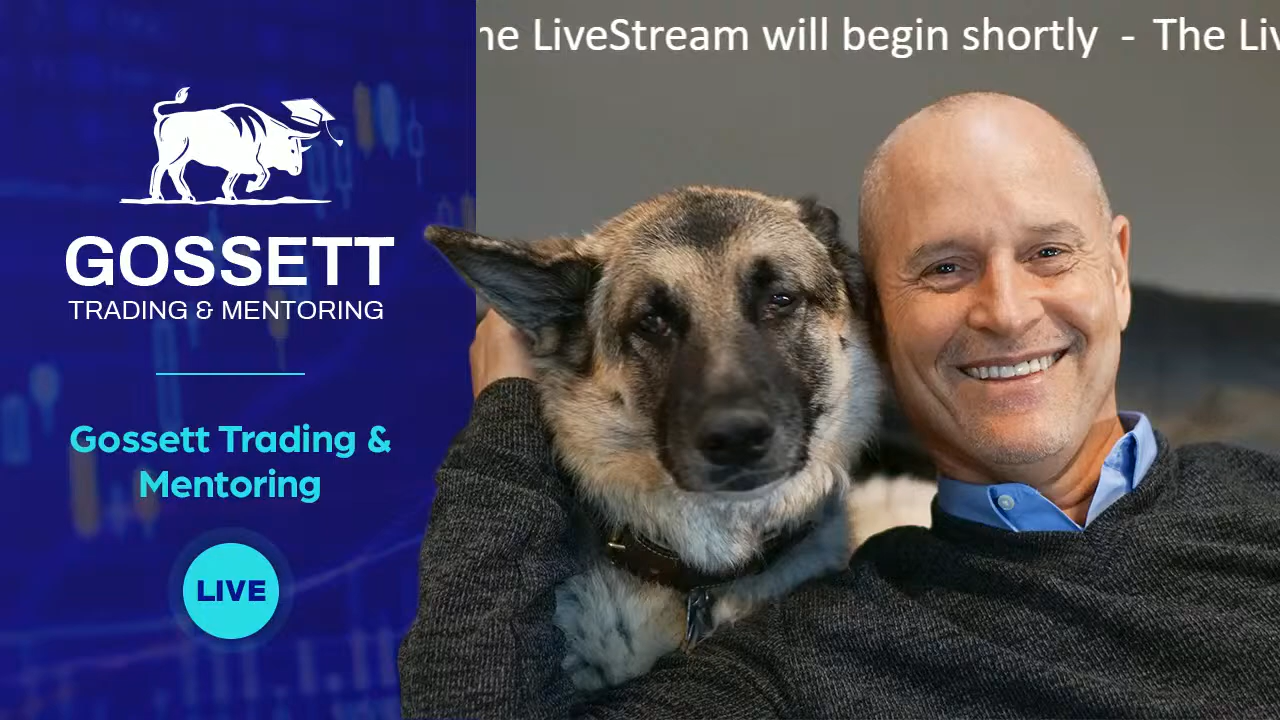 he LiveStream will begin shortly - The Liv
GOSSETT
TRADING & MENTORING
Gossett Trading &
Mentoring
LIVE